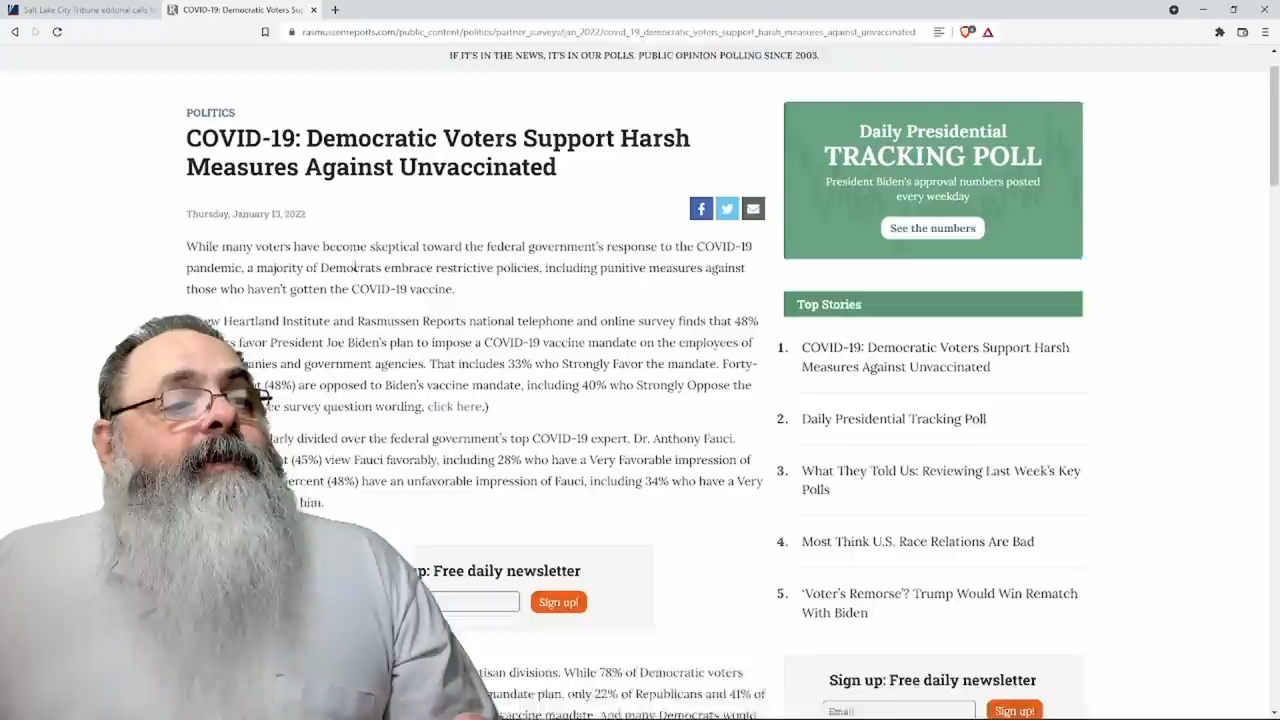 Salt Lake City Tribune editorial calls fo
COVID-19: Democratic Voters Sup
rasmussenreports.com/public_content/politics/partner_surveys/jan_2022/covid_19_democratic_voters_support_harsh_measures_against_unvaccinated
IF IT'S IN THE NEWS, IT'S IN OUR POLLS. PUBLIC OPINION POLLING SINCE 2003.
POLITICS
COVID-19: Democratic Voters Support Harsh
Measures Against Unvaccinated
Thursday, January 13, 2022
While many voters have become skeptical toward the federal government's response to the COVID-19
pandemic, a majority of Democrats embrace restrictive policies, including punitive measures against
those who haven't gotten the COVID-19 vaccine.
Heartland Institute and Rasmussen Reports national telephone and online survey finds that 48%
favor President Joe Biden's plan to impose a COVID-19 vaccine mandate on the employees of
and government agencies. That includes 33% who Strongly Favor the mandate. Forty-
(48%) are opposed to Biden's vaccine mandate, including 40% who Strongly Oppose the
survey question wording, click here.)
divided over the federal government's top COVID-19 expert, Dr. Anthony Fauci.
(45%) view Fauci favorably, including 28% who have a Very Favorable impression of
(48%) have an unfavorable impression of Fauci, including 34% who have a Very
him.
up: Free daily newsletter
Sign up!
divisions. While 78% of Democratic voters
mandate plan, only 22% of Republicans and 41% of
vaccine mandate. And many Democrats would
Daily Presidential
TRACKING POLL
President Biden's approval numbers posted
every weekday
See the numbers
Top Stories
1. COVID-19: Democratic Voters Support Harsh
Measures Against Unvaccinated
2. Daily Presidential Tracking Poll
3. What They Told Us: Reviewing Last Week's Key
Polls
4. Most Think U.S. Race Relations Are Bad
5. 'Voter's Remorse'? Trump Would Win Rematch
With Biden
Sign up: Free daily newsletter
Email
Sign up!